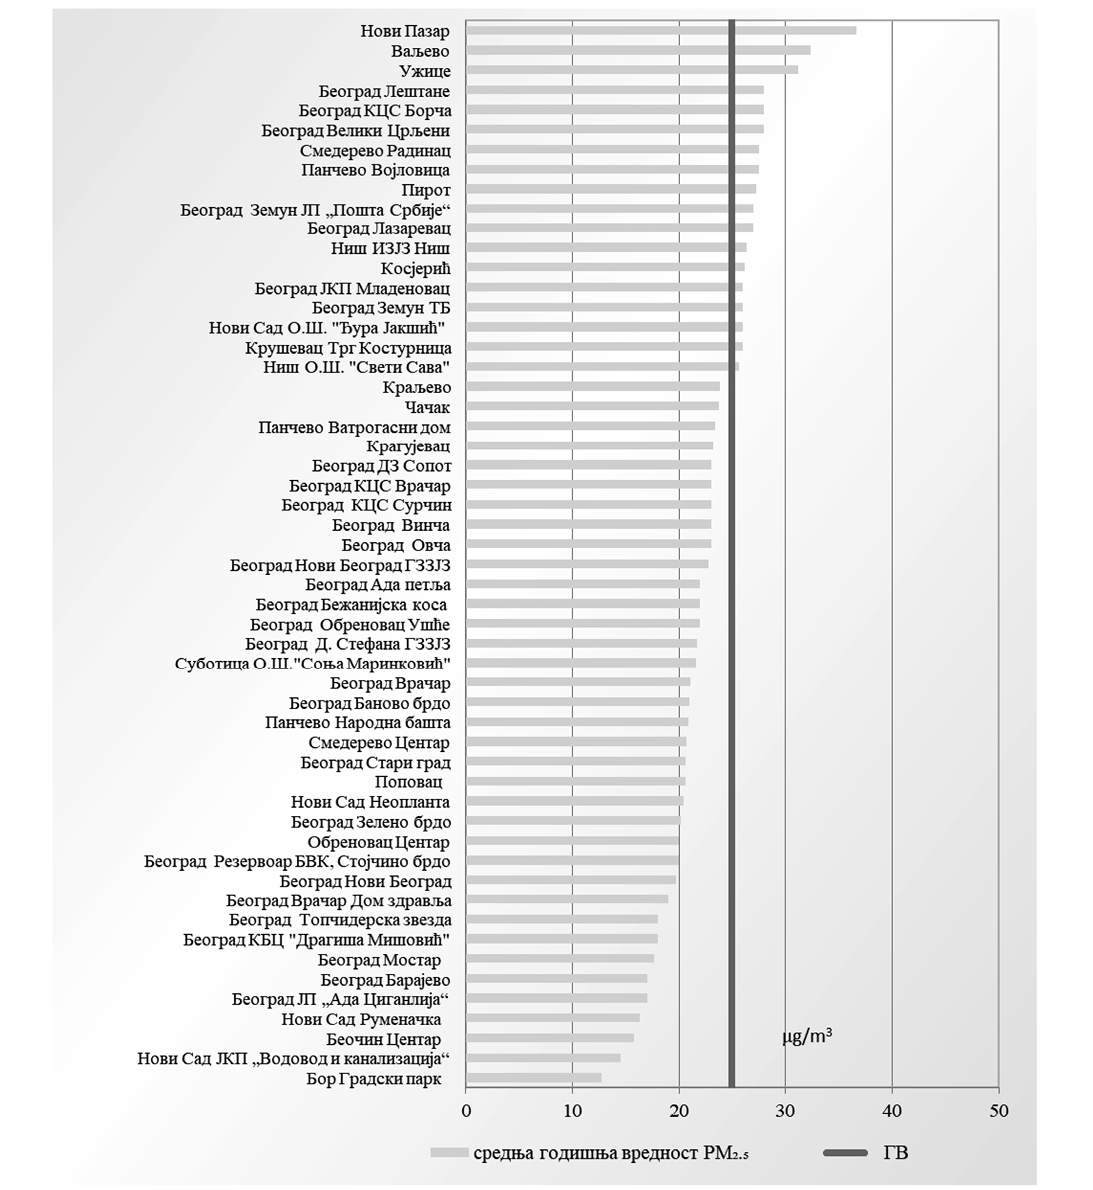 Нови Пазар
Ваљево
Ужице
Београд Лештане
Београд КЦС Борча
Београд Велики Црљени
Смедерево Радинац
Панчево Војловица
Пирот
Београд Земун ЈП „Пошта Србије“
Београд Лазаревац
Ниш ИЗЈЗ Ниш
Косјерић
Београд ЈКП Младеновац
Београд Земун ТБ
Нови Сад О.Ш. "Ђура Јакшић"
Крушевац Трг Костурница
Ниш О.Ш. "Свети Сава"
Краљево
Чачак
Панчево Ватрогасни дом
Крагујевац
Београд ДЗ Сопот
Београд КЦС Врачар
Београд КЦС Сурчин
Београд Винча
Београд Овча
Београд Нови Београд ГЗЗЈЗ
Београд Ада петља
Београд Бежанијска коса
Београд Обреновац Ушће
Београд Д. Стефана ГЗЗЈЗ
Суботица О.Ш."Соња Маринковић"
Београд Врачар
Београд Баново брдо
Панчево Народна башта
Смедерево Центар
Београд Стари град
Поповац
Нови Сад Неопланта
Београд Зелено брдо
Обреновац Центар
Београд Резервоар БВК, Стојчино брдо
Београд Нови Београд
Београд Врачар Дом здравља
Београд Топчидерска звезда
Београд КБЦ "Драгиша Мишовић"
Београд Мостар
Београд Барајево
Београд ЈП „Ада Циганлија“
Нови Сад Руменачка
Беочин Центар
Нови Сад ЈКП „Водовод и канализација“
Бор Градски парк
µg/m³
0 10 20 30 40 50
средња годишња вредност PM₂.₅
ГВ